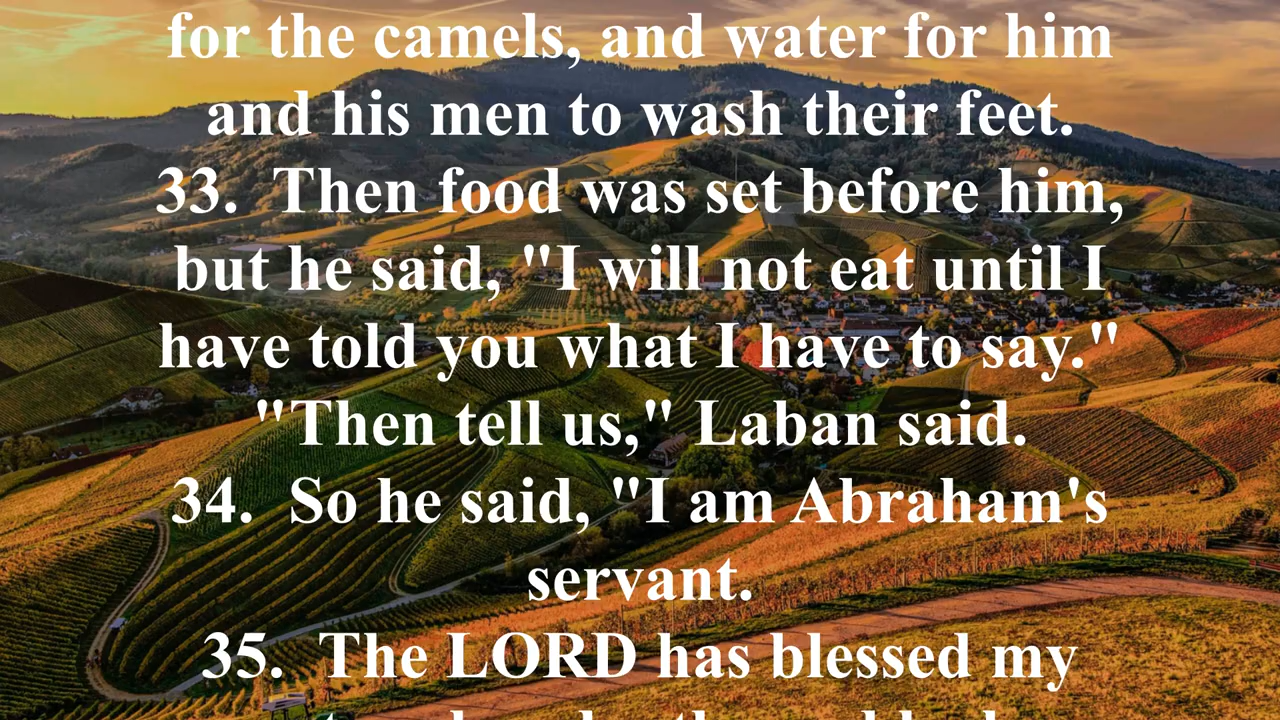 for the camels, and water for him
and his men to wash their feet.
33.  Then food was set before him,
but he said, "I will not eat until I
have told you what I have to say."
"Then tell us," Laban said.
34.  So he said, "I am Abraham's
servant.
35.  The LORD has blessed my